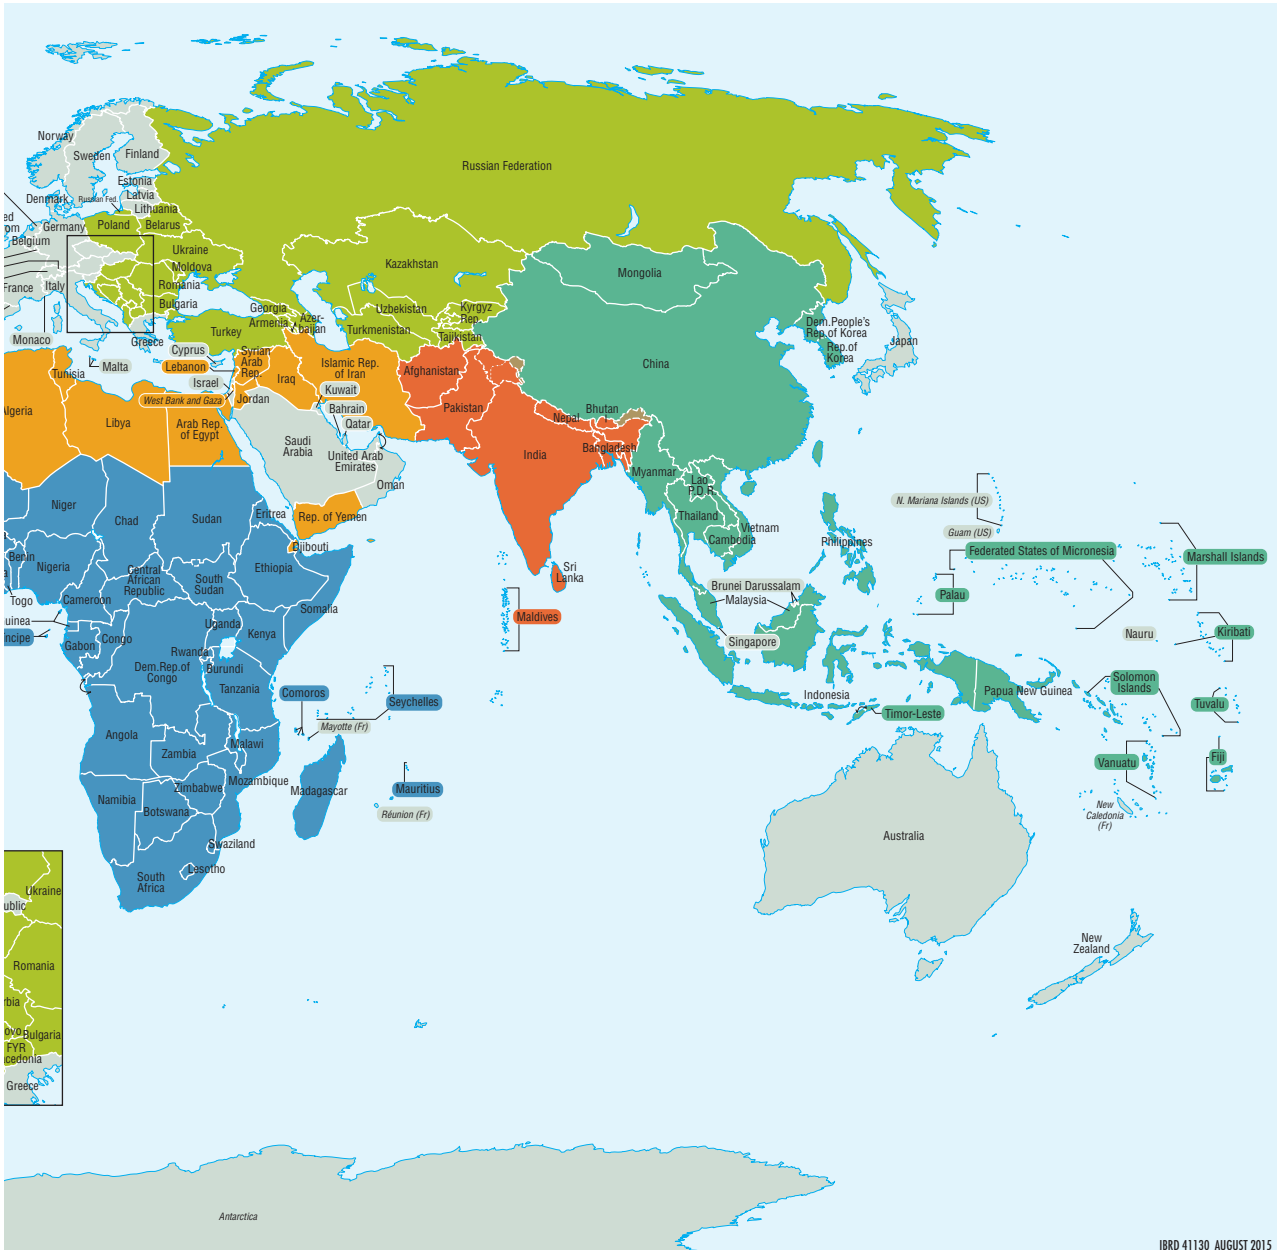 Norway
Sweden
Finland
Russian Federation
Estonia
Latvia
Denmark
Russian Fed.
Lithuania
ed
om
Germany
Poland
Belarus
Belgium
Ukraine
Moldova
France
Italy
Romania
Bulgaria
Kazakhstan
Mongolia
Georgia
Armenia
Azer-
baijan
Uzbekistan
Kyrgyz
Rep.
Turkey
Turkmenistan
Tajikistan
Monaco
Greece
Dem.People's
Rep.of Korea
Rep.of
Korea
Japan
China
Cyprus
Malta
Tunisia
Lebanon
Syrian
Arab
Rep.
Israel
Iraq
Islamic Rep.
of Iran
Afghanistan
West Bank and Gaza
Jordan
Kuwait
Bahrain
Qatar
Pakistan
Nepal
Bhutan
lgeria
Libya
Arab Rep.
of Egypt
Saudi
Arabia
United Arab
Emirates
Oman
India
Bangladesh
Myanmar
Lao
P.D.R.
Niger
Chad
Sudan
Eritrea
Rep. of Yemen
Djibouti
Thailand
Vietnam
Cambodia
Philippines
N. Mariana Islands (US)
Guam (US)
Federated States of Micronesia
Marshall Islands
Benin
Nigeria
Togo
Central
African
Republic
South
Sudan
Ethiopia
Sri
Lanka
Brunei Darussalam
Malaysia
Palau
Cameroon
Somalia
uinea
íncipe
Gabon
Congo
Uganda
Kenya
Rwanda
Burundi
Maldives
Singapore
Nauru
Kiribati
Dem.Rep.of
Congo
Tanzania
Comoros
Seychelles
Mayotte (Fr)
Indonesia
Papua New Guinea
Solomon
Islands
Timor-Leste
Tuvalu
Angola
Zambia
Malawi
Mozambique
Zimbabwe
Madagascar
Mauritius
Réunion (Fr)
Vanuatu
Fiji
New
Caledonia
(Fr)
Namibia
Botswana
Swaziland
Lesotho
South
Africa
Australia
Ukraine
ublic
Romania
rbia
ovo
Bulgaria
FYR
acedonia
Greece
New
Zealand
Antarctica
IBRD 41130 AUGUST 2015